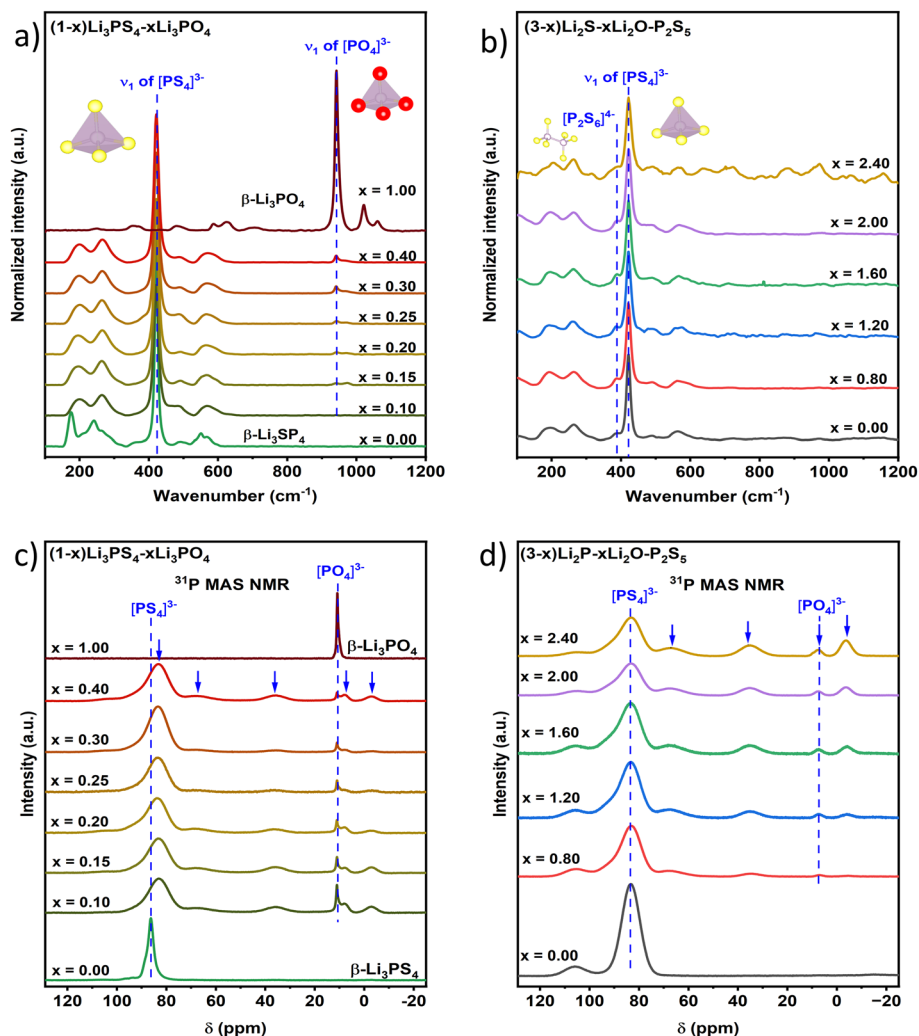 a)
(1-x)Li₃PS₄-xLi₃PO₄
ν₁ of [PO₄]³⁻
ν₁ of [PS₄]³⁻
x = 1.00
β-Li₃PO₄
x = 0.40
x = 0.30
x = 0.25
x = 0.20
x = 0.15
x = 0.10
β-Li₃SP₄
x = 0.00
200 400 600 800 1000 1200
Wavenumber (cm⁻¹)
Normalized intensity (a.u.)
b)
(3-x)Li₂S-xLi₂O-P₂S₅
ν₁ of [PS₄]³⁻
[P₂S₆]⁴⁻
x = 2.40
x = 2.00
x = 1.60
x = 1.20
x = 0.80
x = 0.00
200 400 600 800 1000 1200
Wavenumber (cm⁻¹)
Normalized intensity (a.u.)
c)
(1-x)Li₃PS₄-xLi₃PO₄
³¹P MAS NMR
[PO₄]³⁻
[PS₄]³⁻
x = 1.00
β-Li₃PO₄
x = 0.40
x = 0.30
x = 0.25
x = 0.20
x = 0.15
x = 0.10
x = 0.00
β-Li₃PS₄
120 100 80 60 40 20 0 −20
δ (ppm)
Intensity (a.u.)
d)
(3-x)Li₂P-xLi₂O-P₂S₅
³¹P MAS NMR
[PS₄]³⁻
[PO₄]³⁻
x = 2.40
x = 2.00
x = 1.60
x = 1.20
x = 0.80
x = 0.00
120 100 80 60 40 20 0 −20
δ (ppm)
Intensity (a.u.)